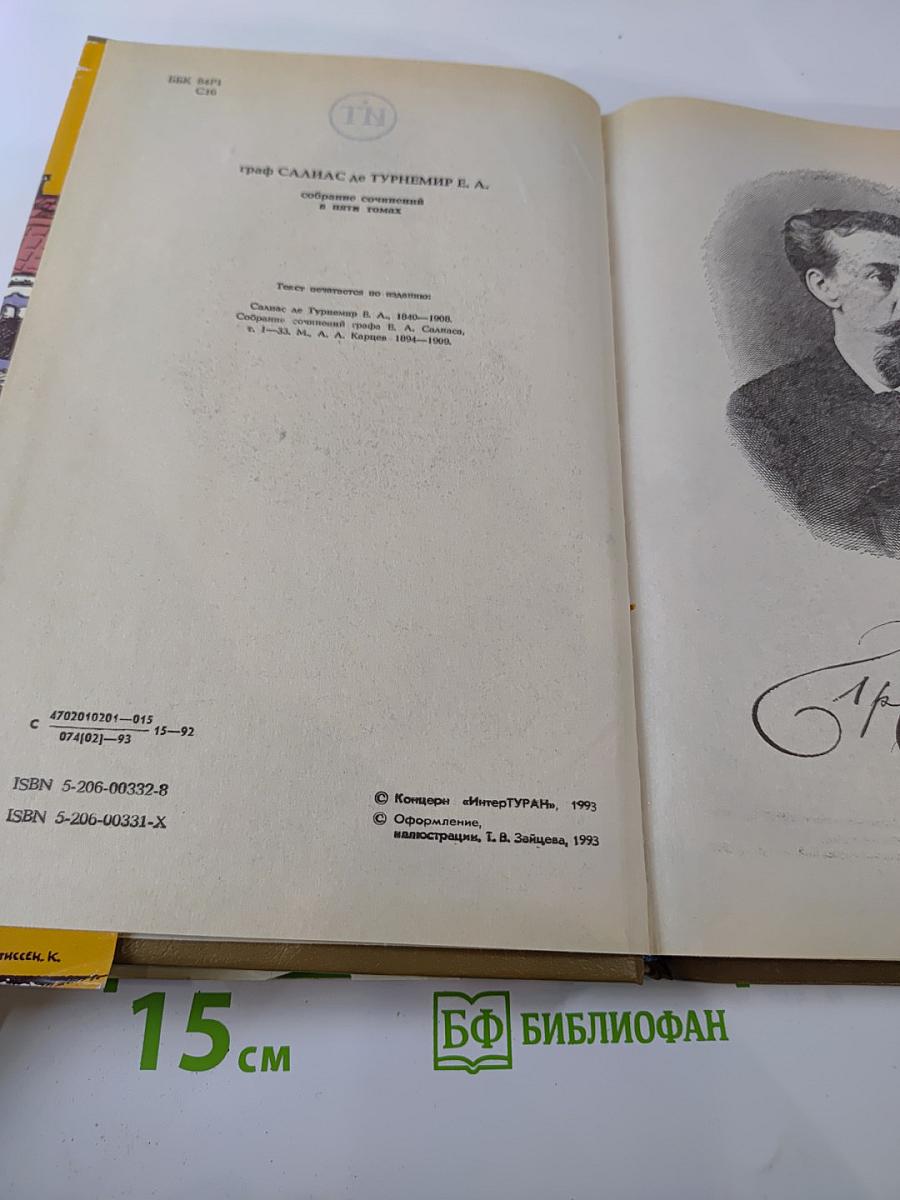 ББК 84Р1
С16
граф САЛИАС де ТУРНЕМИР Е. А.
собрание сочинений
в пяти томах
Текст печатается по изданию:
Салиас де Турнемир Е. А., 1840—1908.
Собрание сочинений графа Е. А. Салиаса,
т. 1—33. М., А. А. Карцев 1894—1909.
С 4702010201—015 15—92
074[02]—93
ISBN 5-206-00332-8
ISBN 5-206-00331-X
© Концерн «ИнтерТУРАН», 1993
© Оформление,
иллюстрации, Т. В. Зайцева, 1993
К.
15 см
БФ БИБЛИОФАН